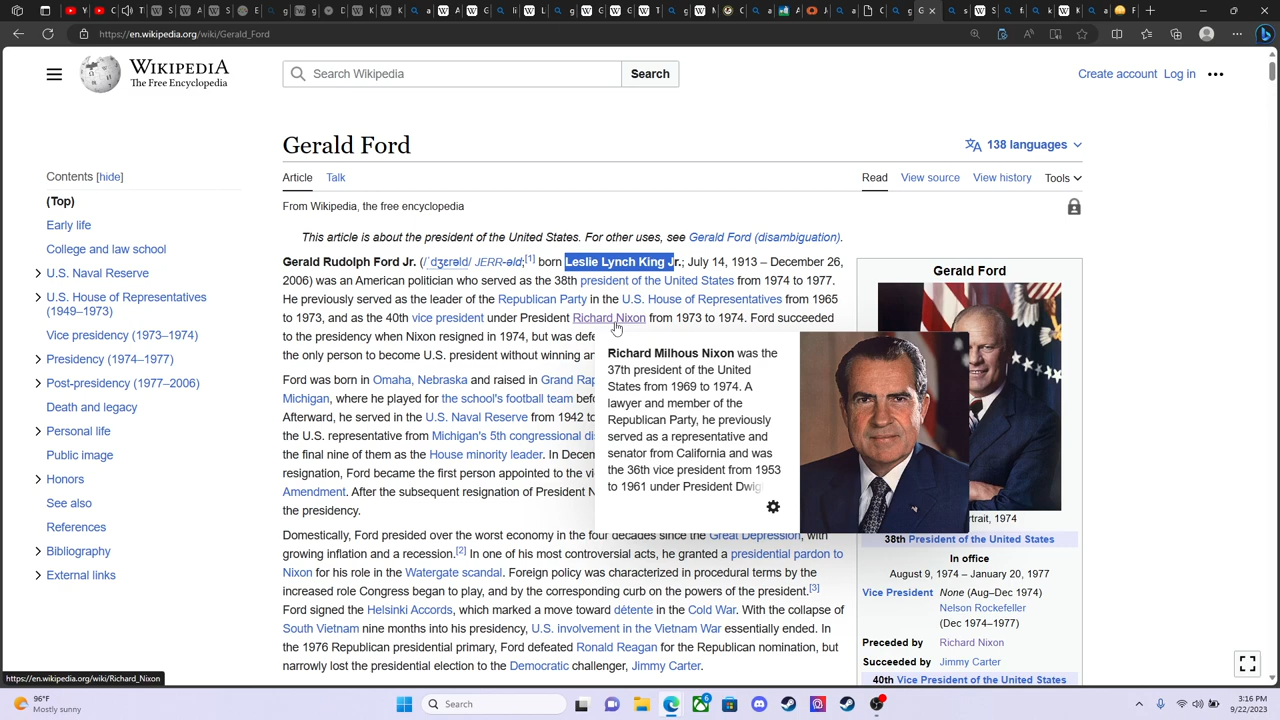 https://en.wikipedia.org/wiki/Gerald_Ford
WIKIPEDIA
The Free Encyclopedia
Search Wikipedia
Search
Create account Log in
Gerald Ford
138 languages
Article Talk
Read View source View history Tools
From Wikipedia, the free encyclopedia
Contents [hide]
(Top)
Early life
College and law school
U.S. Naval Reserve
U.S. House of Representatives
(1949–1973)
Vice presidency (1973–1974)
Presidency (1974–1977)
Post-presidency (1977–2006)
Death and legacy
Personal life
Public image
Honors
See also
References
Bibliography
External links
This article is about the president of the United States. For other uses, see Gerald Ford (disambiguation).
Gerald Rudolph Ford Jr. (/ˈdʒɛrəld/ JERR-əld;[1] born Leslie Lynch King Jr.; July 14, 1913 – December 26,
2006) was an American politician who served as the 38th president of the United States from 1974 to 1977.
He previously served as the leader of the Republican Party in the U.S. House of Representatives from 1965
to 1973, and as the 40th vice president under President Richard Nixon from 1973 to 1974. Ford succeeded
to the presidency when Nixon resigned in 1974, but was
the only person to become U.S. president without winning
Ford was born in Omaha, Nebraska and raised in Grand
Michigan, where he played for the school's football team
Afterward, he served in the U.S. Naval Reserve from 1942
the U.S. representative from Michigan's 5th congressional
the final nine of them as the House minority leader. In
resignation, Ford became the first person appointed to the
Amendment. After the subsequent resignation of President
the presidency.
Domestically, Ford presided over the worst economy in the four decades since the Great Depression, with
growing inflation and a recession.[2] In one of his most controversial acts, he granted a presidential pardon to
Nixon for his role in the Watergate scandal. Foreign policy was characterized in procedural terms by the
increased role Congress began to play, and by the corresponding curb on the powers of the president.[3]
Ford signed the Helsinki Accords, which marked a move toward détente in the Cold War. With the collapse of
South Vietnam nine months into his presidency, U.S. involvement in the Vietnam War essentially ended. In
the 1976 Republican presidential primary, Ford defeated Ronald Reagan for the Republican nomination, but
narrowly lost the presidential election to the Democratic challenger, Jimmy Carter.
Richard Milhous Nixon was the
37th president of the United
States from 1969 to 1974. A
lawyer and member of the
Republican Party, he previously
served as a representative and
senator from California and was
the 36th vice president from 1953
to 1961 under President Dwig
Gerald Ford
1974
38th President of the United States
In office
August 9, 1974 – January 20, 1977
Vice President None (Aug–Dec 1974)
Nelson Rockefeller
(Dec 1974–1977)
Preceded by Richard Nixon
Succeeded by Jimmy Carter
40th Vice President of the United States
https://en.wikipedia.org/wiki/Richard_Nixon
96°F
Mostly sunny
Search
6
3:16 PM
9/22/2023